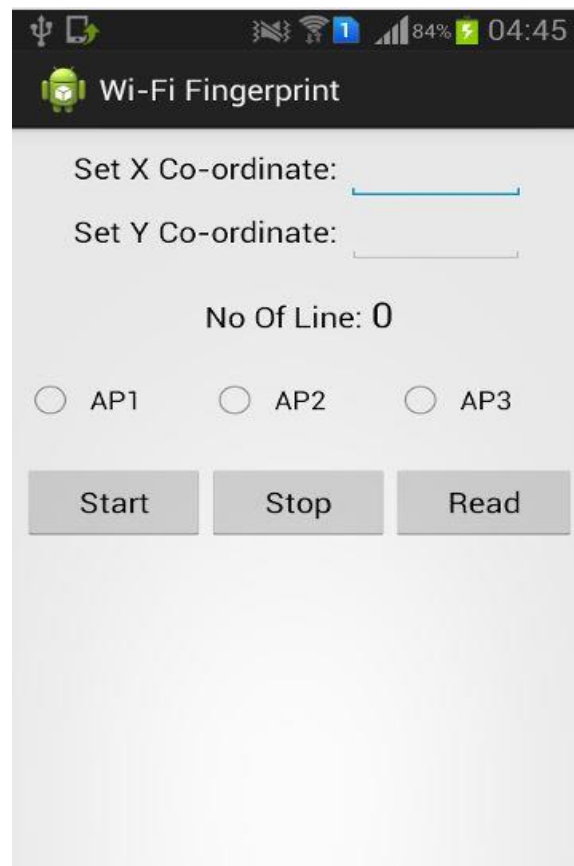 1 84% 04:45
Wi-Fi Fingerprint
Set X Co-ordinate:
Set Y Co-ordinate:
No Of Line: 0
AP1 AP2 AP3
Start Stop Read